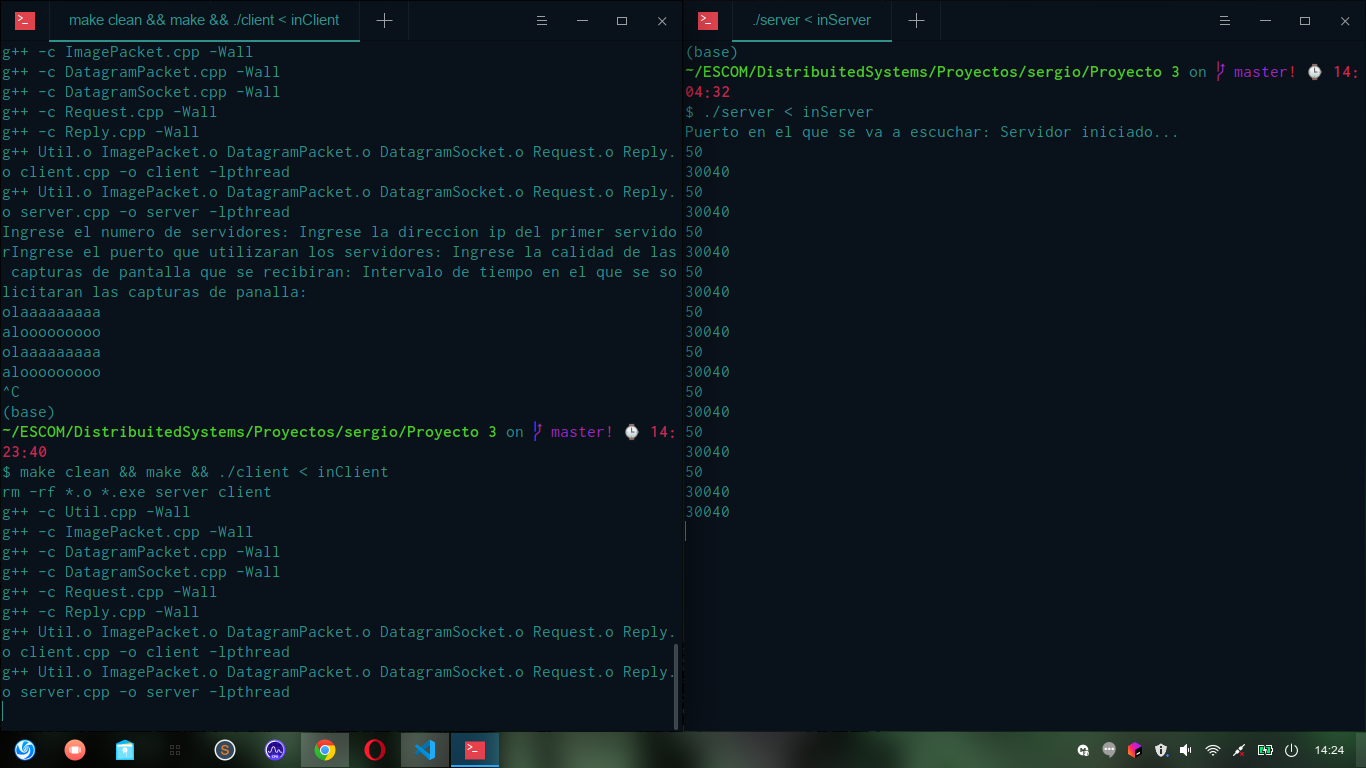 make clean && make && ./client < inClient
g++ -c ImagePacket.cpp -Wall
g++ -c DatagramPacket.cpp -Wall
g++ -c DatagramSocket.cpp -Wall
g++ -c Request.cpp -Wall
g++ -c Reply.cpp -Wall
g++ Util.o ImagePacket.o DatagramPacket.o DatagramSocket.o Request.o Reply.
o client.cpp -o client -lpthread
g++ Util.o ImagePacket.o DatagramPacket.o DatagramSocket.o Request.o Reply.
o server.cpp -o server -lpthread
Ingrese el numero de servidores: Ingrese la direccion ip del primer servido
rIngrese el puerto que utilizaran los servidores: Ingrese la calidad de las
 capturas de pantalla que se recibiran: Intervalo de tiempo en el que se so
licitaran las capturas de panalla:
olaaaaaaaaa
alooooooooo
olaaaaaaaaa
alooooooooo
^C
(base)
~/ESCOM/DistribuitedSystems/Proyectos/sergio/Proyecto 3 on master! ⌚ 14:
23:40
$ make clean && make && ./client < inClient
rm -rf *.o *.exe server client
g++ -c Util.cpp -Wall
g++ -c ImagePacket.cpp -Wall
g++ -c DatagramPacket.cpp -Wall
g++ -c DatagramSocket.cpp -Wall
g++ -c Request.cpp -Wall
g++ -c Reply.cpp -Wall
g++ Util.o ImagePacket.o DatagramPacket.o DatagramSocket.o Request.o Reply.
o client.cpp -o client -lpthread
g++ Util.o ImagePacket.o DatagramPacket.o DatagramSocket.o Request.o Reply.
o server.cpp -o server -lpthread
./server < inServer
(base)
~/ESCOM/DistribuitedSystems/Proyectos/sergio/Proyecto 3 on master! ⌚ 14:
04:32
$ ./server < inServer
Puerto en el que se va a escuchar: Servidor iniciado...
50
30040
50
30040
50
30040
50
30040
50
30040
50
30040
50
30040
50
30040
50
30040
30040
14:24